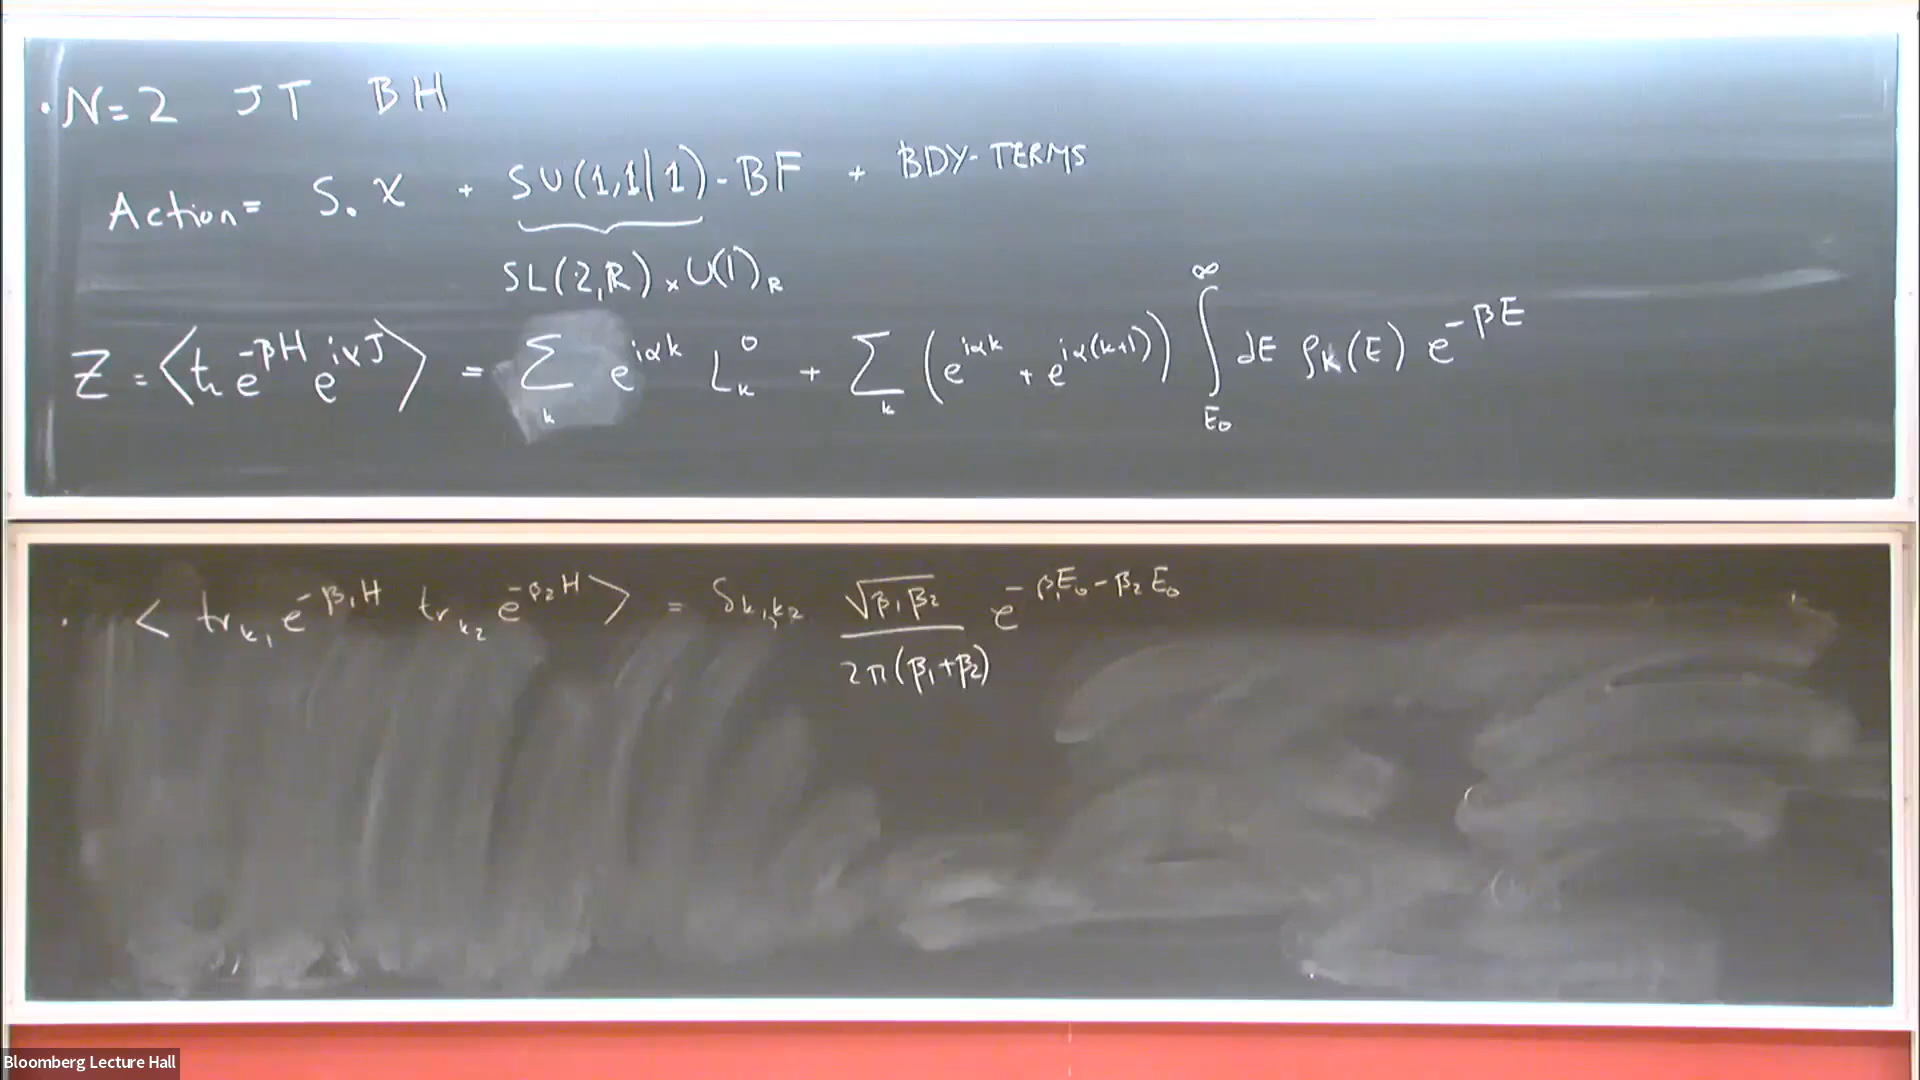 · N=2 JT BH
Action = S₀ χ + SU(1,1|1)-BF + BDY-TERMS
SL(2,R) × U(1)_R
Z = ⟨tr e^{-βH} e^{iαJ}⟩ = ∑_k e^{iαk} L_k^0 + ∑_k (e^{iαk} + e^{iα(k+1)}) ∫_{E₀}^∞ dE ρ_k(E) e^{-βE}
· < tr_{k₁} e^{-β₁H} tr_{k₂} e^{-β₂H} > = δ_{k₁,k₂} √(β₁β₂) / 2π(β₁+β₂) e^{-β₁E₀-β₂E₀}
Bloomberg Lecture Hall